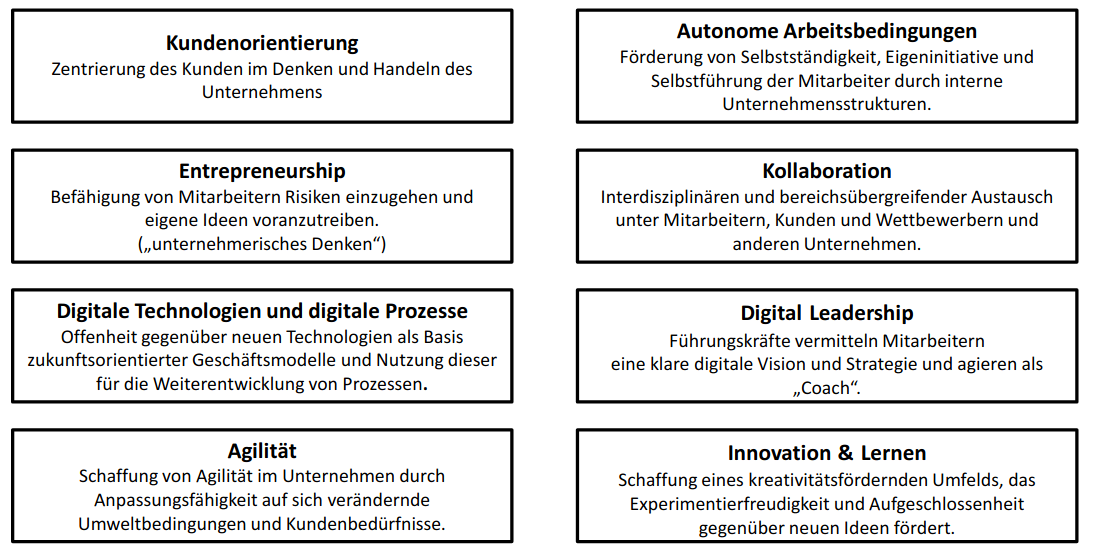 Kundenorientierung
Zentrierung des Kunden im Denken und Handeln des
Unternehmens
Autonome Arbeitsbedingungen
Förderung von Selbstständigkeit, Eigeninitiative und
Selbstführung der Mitarbeiter durch interne
Unternehmensstrukturen.
Entrepreneurship
Befähigung von Mitarbeitern Risiken einzugehen und
eigene Ideen voranzutreiben.
(„unternehmerisches Denken“)
Kollaboration
Interdisziplinären und bereichsübergreifender Austausch
unter Mitarbeitern, Kunden und Wettbewerbern und
anderen Unternehmen.
Digitale Technologien und digitale Prozesse
Offenheit gegenüber neuen Technologien als Basis
zukunftsorientierter Geschäftsmodelle und Nutzung dieser
für die Weiterentwicklung von Prozessen.
Digital Leadership
Führungskräfte vermitteln Mitarbeitern
eine klare digitale Vision und Strategie und agieren als
„Coach“.
Agilität
Schaffung von Agilität im Unternehmen durch
Anpassungsfähigkeit auf sich verändernde
Umweltbedingungen und Kundenbedürfnisse.
Innovation & Lernen
Schaffung eines kreativitätsfördernden Umfelds, das
Experimentierfreudigkeit und Aufgeschlossenheit
gegenüber neuen Ideen fördert.